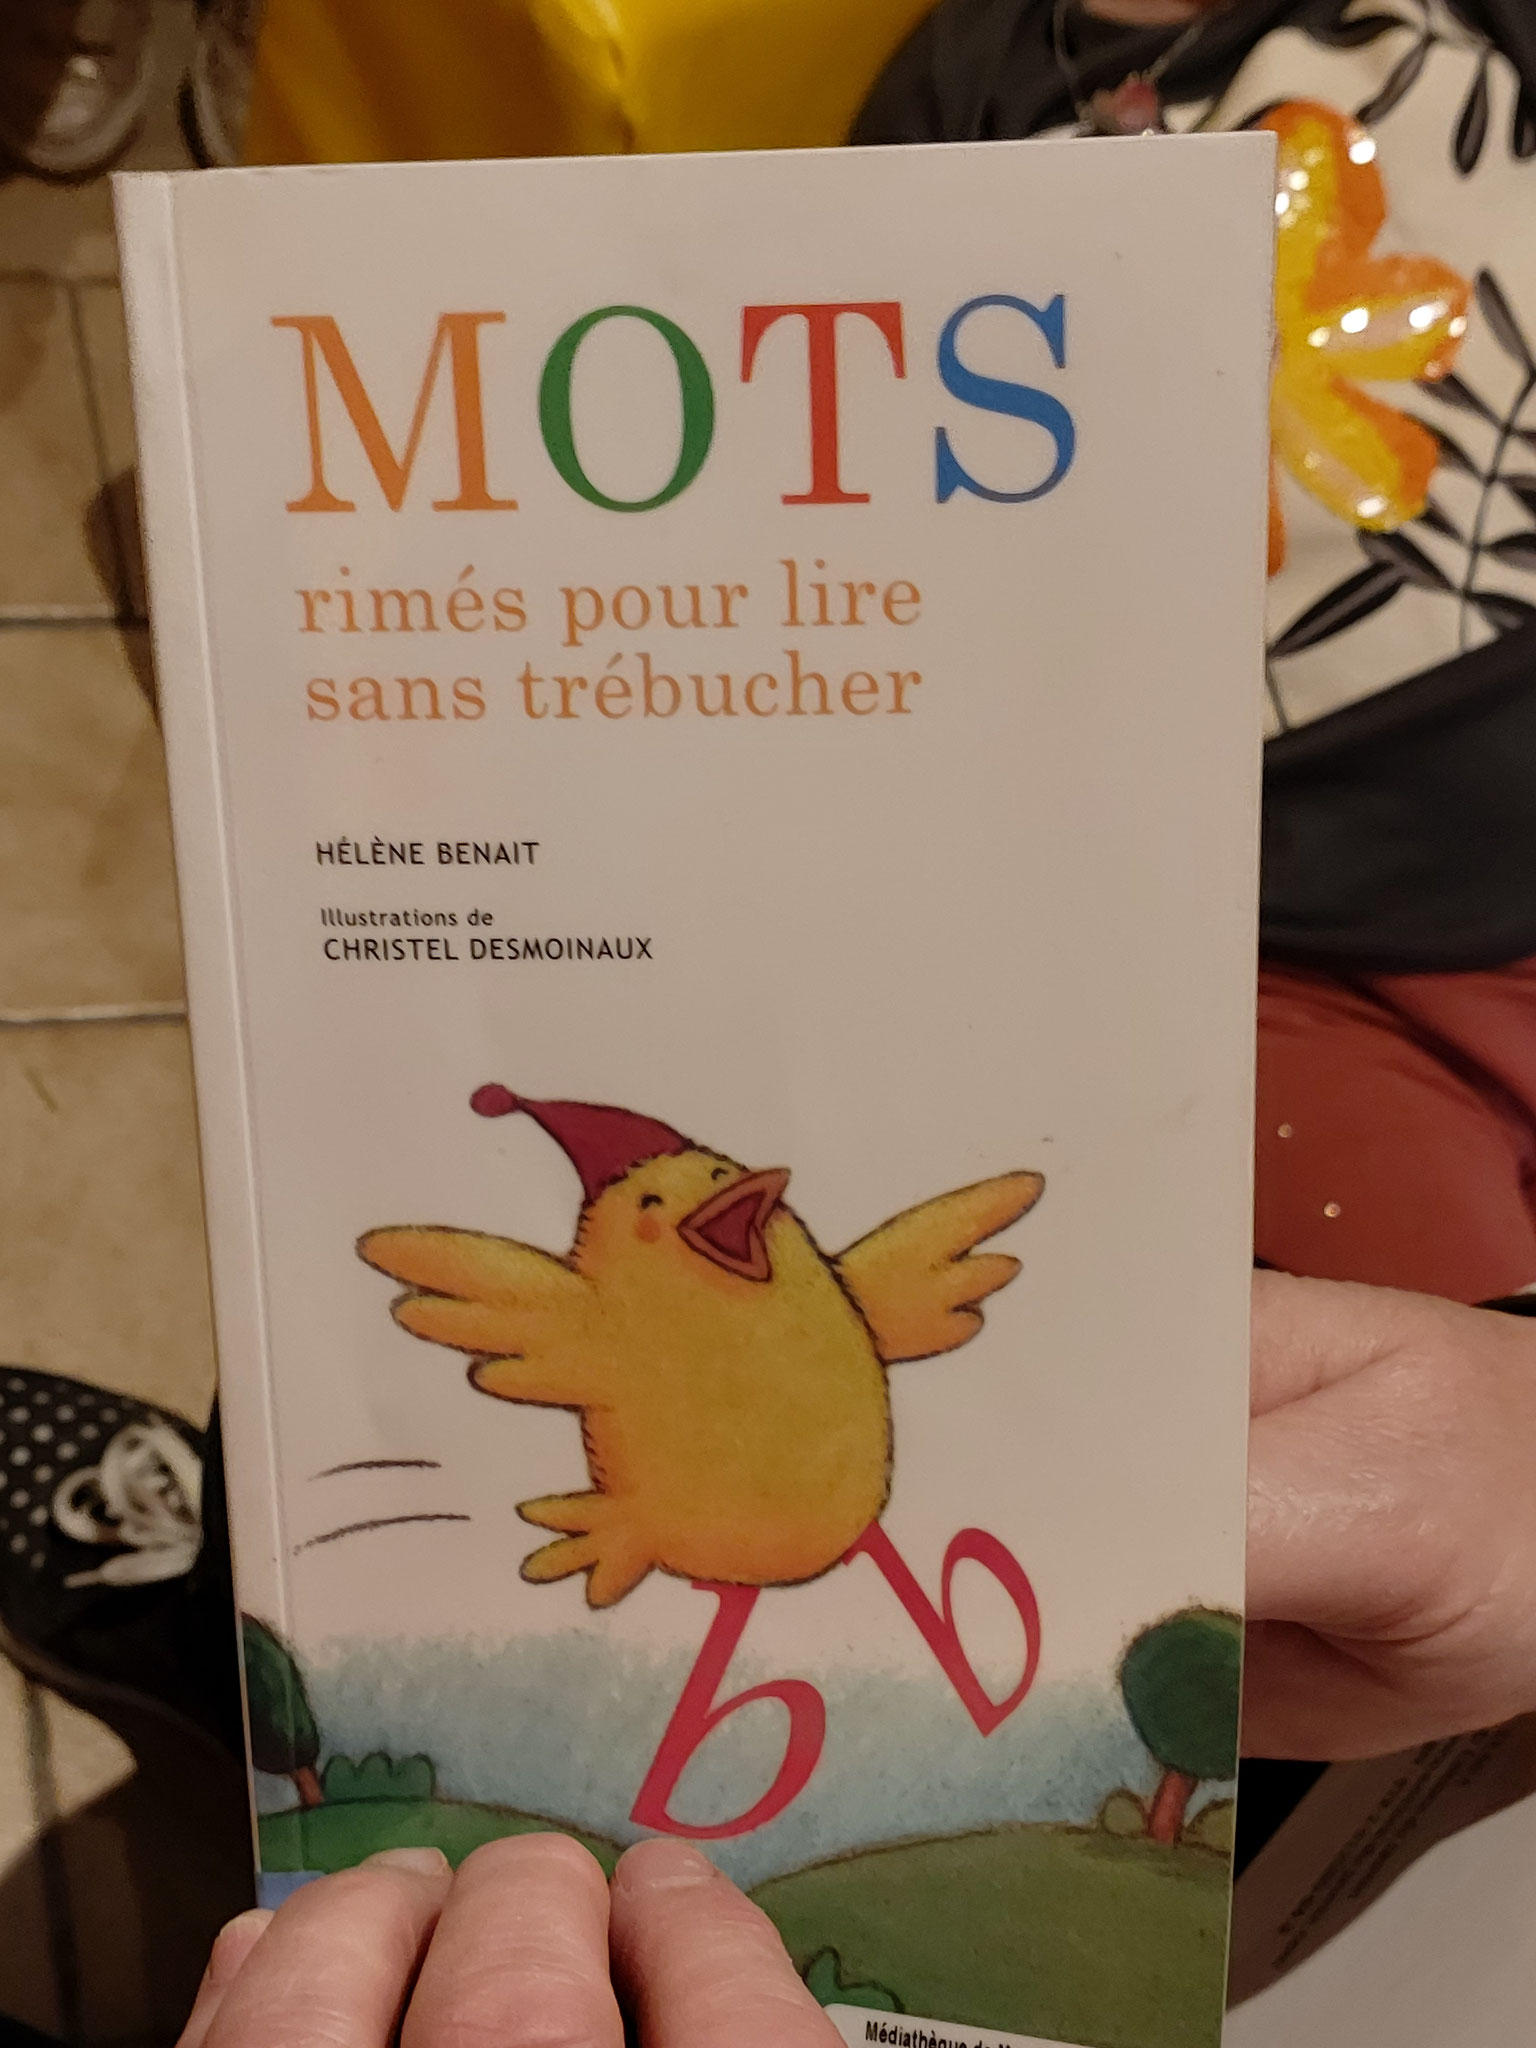 MOTS
rimés pour lire
sans trébucher
HÉLÈNE BENAIT
Illustrations de
CHRISTEL DESMOINAUX
b b
Médiathèque de